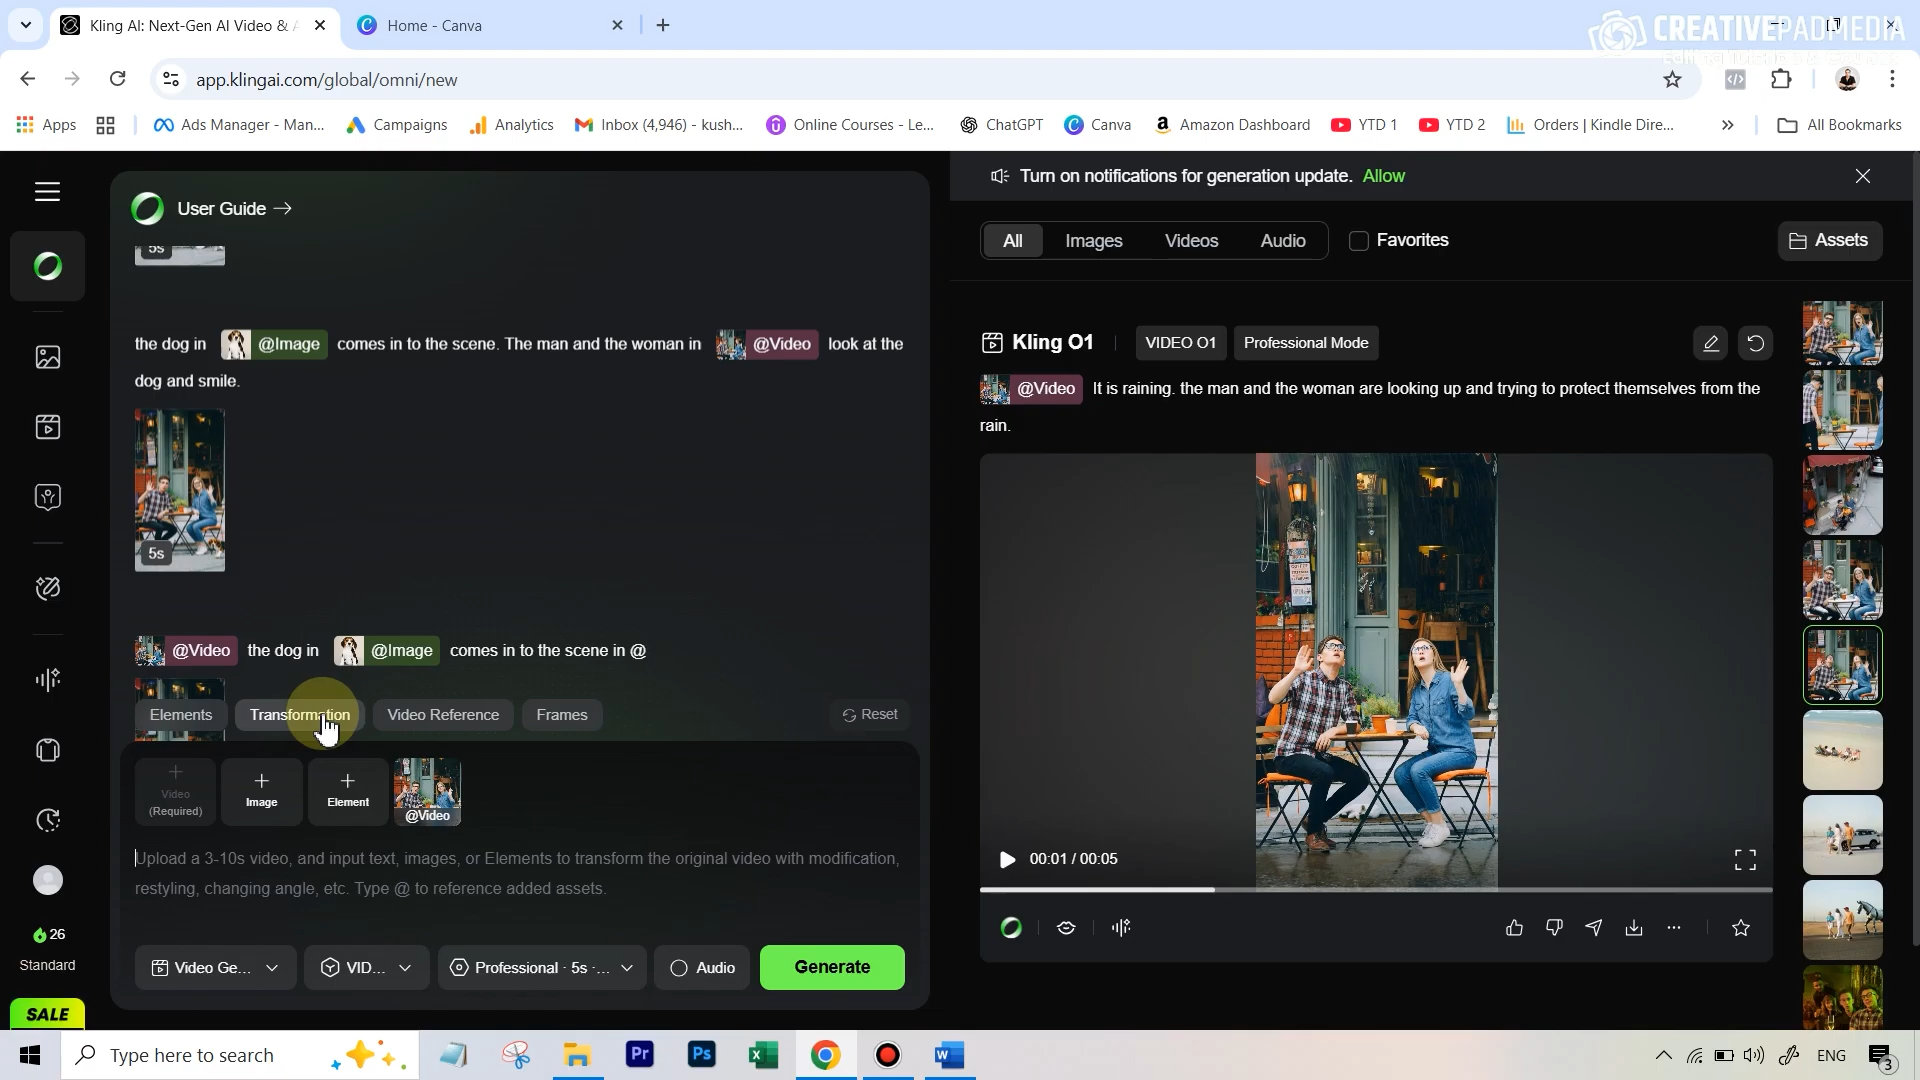 Kling AI: Next-Gen AI Video &
Home - Canva
CREATIVEPADMEDIA
app.klingai.com/global/omni/new
Apps
Ads Manager - Man...
Campaigns
Analytics
Inbox (4,946) - kush...
Online Courses - Le...
ChatGPT
Canva
Amazon Dashboard
YTD 1
YTD 2
Orders | Kindle Dire...
All Bookmarks
User Guide
Turn on notifications for generation update. Allow
5s
All
Images
Videos
Audio
Favorites
Assets
the dog in @Image comes in to the scene. The man and the woman in @Video look at the
dog and smile.
5s
@Video the dog in @Image comes in to the scene in @
Elements
Transformation
Video Reference
Frames
Reset
+ Video (Required)
+ Image
+ Element
@Video
Upload a 3-10s video, and input text, images, or Elements to transform the original video with modification,
restyling, changing angle, etc. Type @ to reference added assets.
Video Ge...
VID...
Professional · 5s ·...
Audio
Generate
Kling O1
VIDEO O1
Professional Mode
@Video It is raining. the man and the woman are looking up and trying to protect themselves from the
rain.
00:01 / 00:05
26
Standard
SALE
Type here to search
Pr
Ps
ENG
3